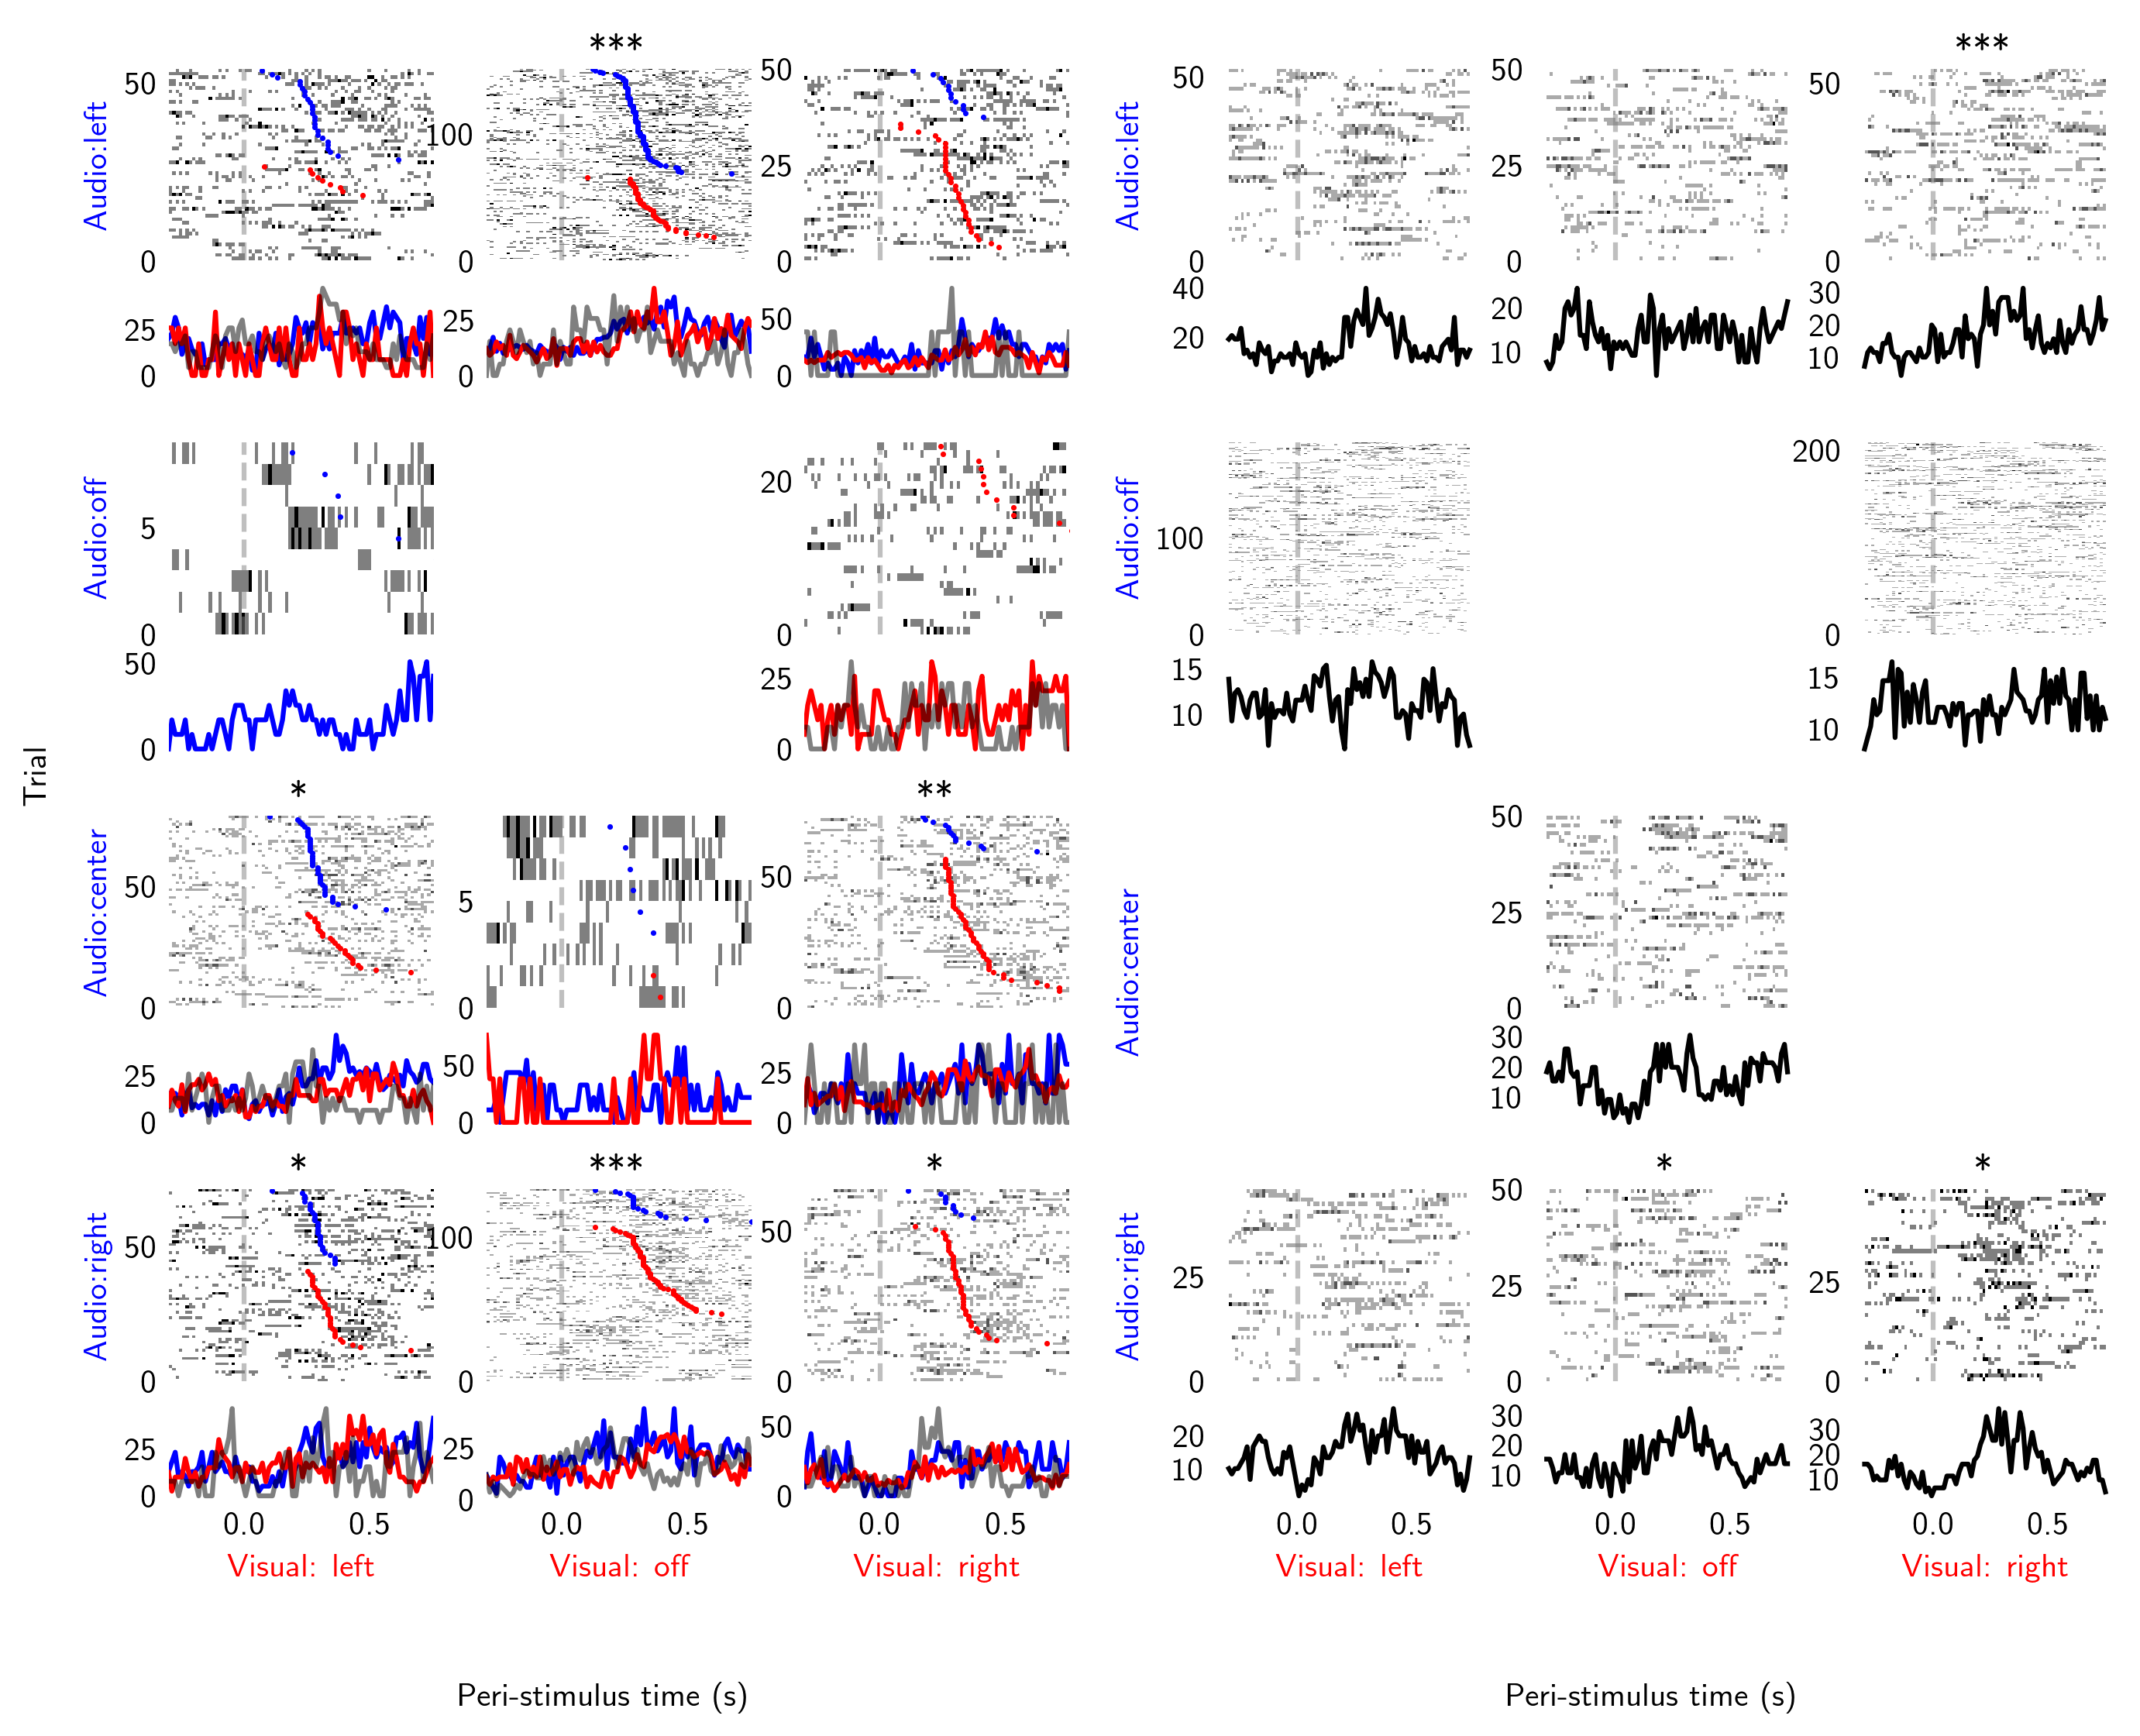 *** ***
50 100 50 50 50 50
25 25
0 0 0 0 0 0
Audio:left Audio:left
25 25 50 40 20 30
20 10 20
0 0 0 10
5 20 100 200
0 0 0 0
Audio:off Audio:off
50 25 15 15
0 0 10 10
* **
50 5 50 50
25
0 0 0 0
Audio:center Audio:center
25 50 25 30
20
0 0 0 10
* *** * * *
50 100 50 25 50 25
25
0 0 0 0 0 0
Audio:right Audio:right
25 25 50 20 30 30
20 20
0 0 0 10 10 10
0.0 0.5 0.0 0.5 0.0 0.5 0.0 0.5 0.0 0.5 0.0 0.5
Visual: left Visual: off Visual: right Visual: left Visual: off Visual: right
Trial
Peri-stimulus time (s) Peri-stimulus time (s)